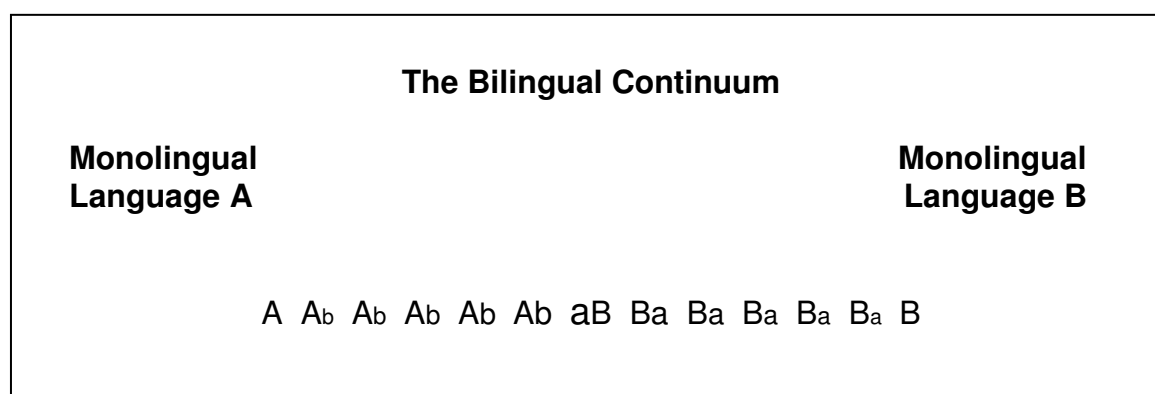 The Bilingual Continuum
Monolingual Language A
Monolingual Language B
A Ab Ab Ab Ab Ab aB Ba Ba Ba Ba Ba B